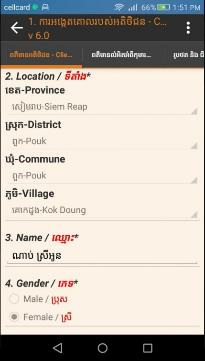 cellcard 66% 1:51 PM
1. ការអង្កេតគោលរបស់អតិថិជន - C...
v 6.0
ពត៌មានអតិថិជន - Clie...
2. Location / ទីតាំង*
ខេត-Province
សៀមរាប-Siem Reap
ស្រុក-District
ពួក-Pouk
ឃុំ-Commune
ពួក-Pouk
ភូមិ-Village
គោកដូង-Kok Doung
3. Name / ឈ្មោះ*
ណាប់ ស្រីអូន
4. Gender / ភេទ*
Male / ប្រុស
Female / ស្រី